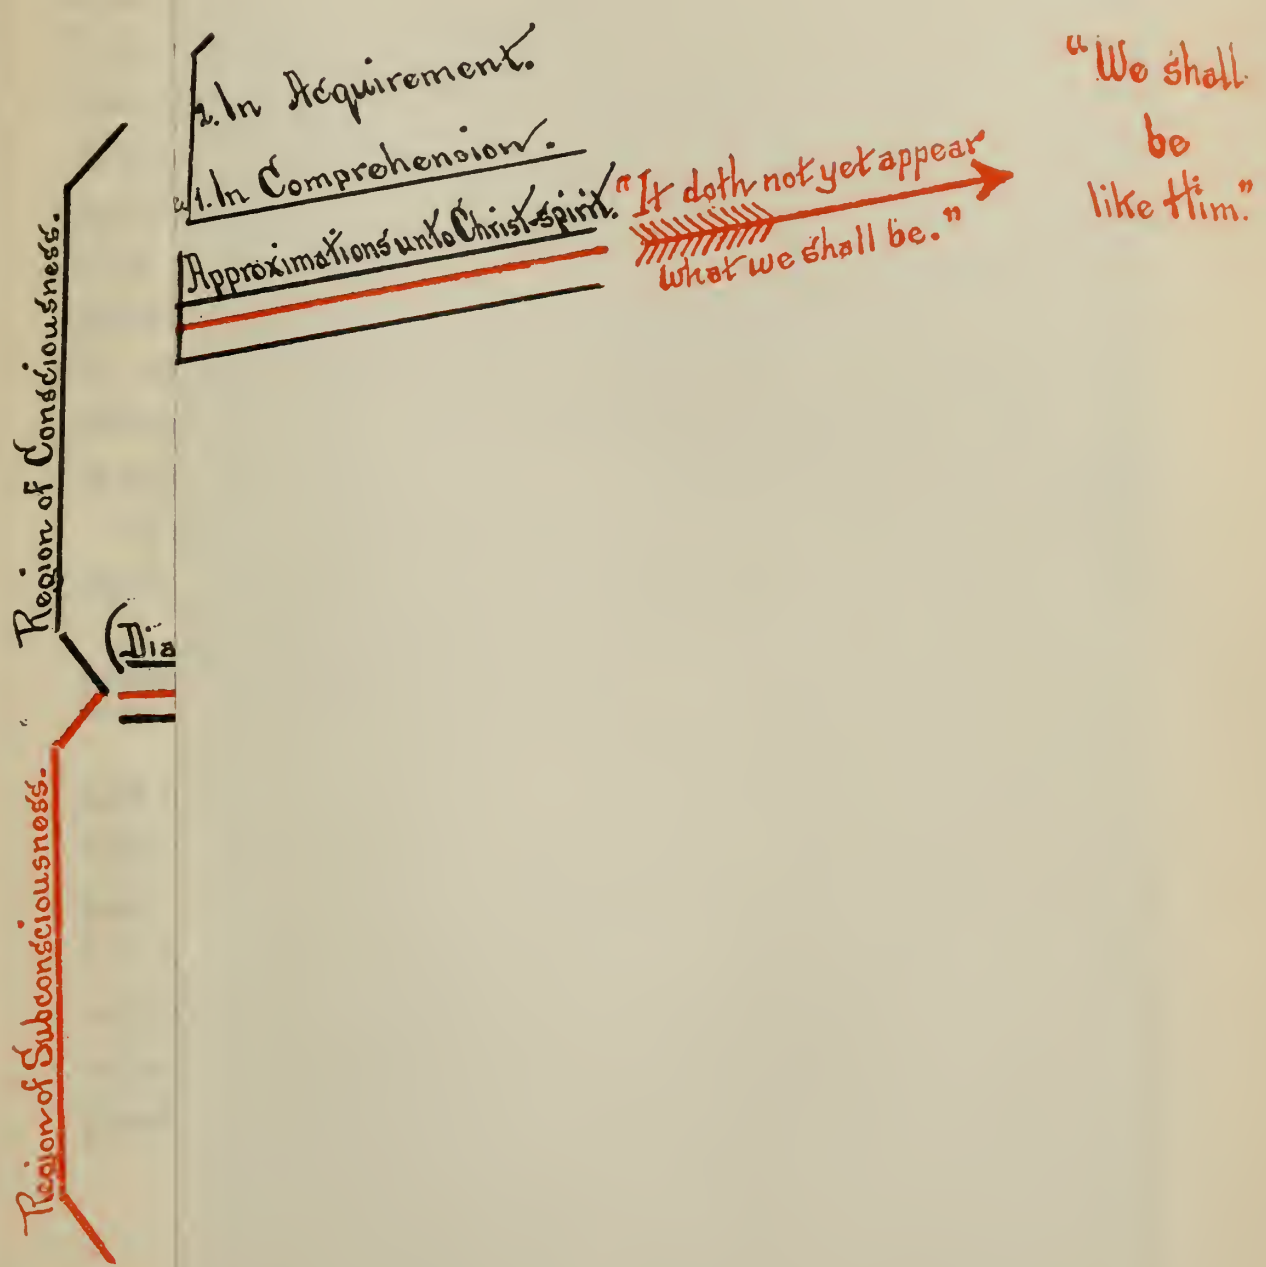 2. In Acquirement.
1. In Comprehension.
Approximations unto Christ-spirit.
"It doth not yet appear
what we shall be."
"We shall
be
like Him."
Region of Consciousness.
(Dia
Region of Subconsciousness.